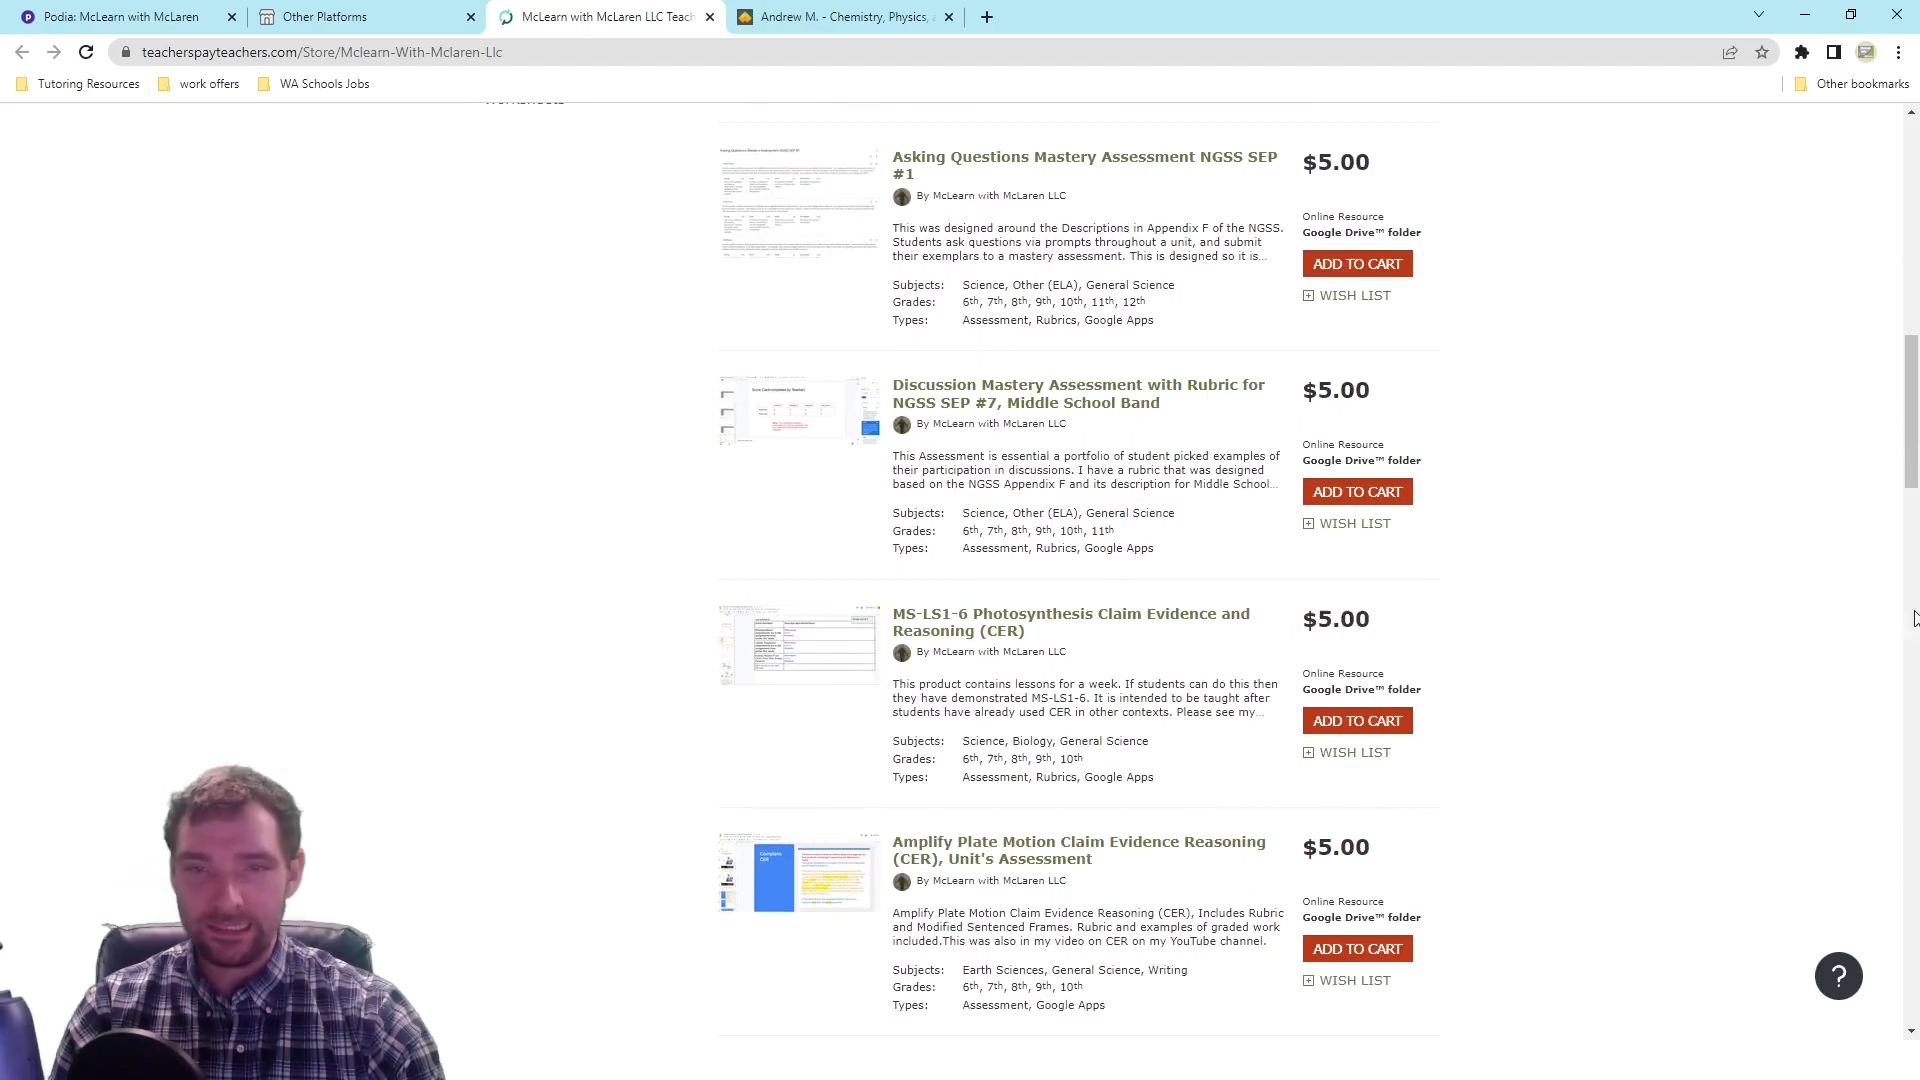 Podia: McLearn with McLaren
Other Platforms
McLearn with McLaren LLC Teach
Andrew M. - Chemistry, Physics,
teacherspayteachers.com/Store/Mclearn-With-Mclaren-Llc
Tutoring Resources
work offers
WA Schools Jobs
Other bookmarks
Asking Questions Mastery Assessment NGSS SEP
#1
By McLearn with McLaren LLC
This was designed around the Descriptions in Appendix F of the NGSS.
Students ask questions via prompts throughout a unit, and submit
their exemplars to a mastery assessment. This is designed so it is...
Subjects: Science, Other (ELA), General Science
Grades: 6th, 7th, 8th, 9th, 10th, 11th, 12th
Types: Assessment, Rubrics, Google Apps
$5.00
Online Resource
Google Drive™ folder
ADD TO CART
WISH LIST
Discussion Mastery Assessment with Rubric for
NGSS SEP #7, Middle School Band
By McLearn with McLaren LLC
This Assessment is essential a portfolio of student picked examples of
their participation in discussions. I have a rubric that was designed
based on the NGSS Appendix F and its description for Middle School...
Subjects: Science, Other (ELA), General Science
Grades: 6th, 7th, 8th, 9th, 10th, 11th
Types: Assessment, Rubrics, Google Apps
$5.00
Online Resource
Google Drive™ folder
ADD TO CART
WISH LIST
MS-LS1-6 Photosynthesis Claim Evidence and
Reasoning (CER)
By McLearn with McLaren LLC
This product contains lessons for a week. If students can do this then
they have demonstrated MS-LS1-6. It is intended to be taught after
students have already used CER in other contexts. Please see my...
Subjects: Science, Biology, General Science
Grades: 6th, 7th, 8th, 9th, 10th
Types: Assessment, Rubrics, Google Apps
$5.00
Online Resource
Google Drive™ folder
ADD TO CART
WISH LIST
Complete
CER
Amplify Plate Motion Claim Evidence Reasoning
(CER), Unit's Assessment
By McLearn with McLaren LLC
Amplify Plate Motion Claim Evidence Reasoning (CER), Includes Rubric
and Modified Sentenced Frames. Rubric and examples of graded work
included.This was also in my video on CER on my YouTube channel.
Subjects: Earth Sciences, General Science, Writing
Grades: 6th, 7th, 8th, 9th, 10th
Types: Assessment, Google Apps
$5.00
Online Resource
Google Drive™ folder
ADD TO CART
WISH LIST
?